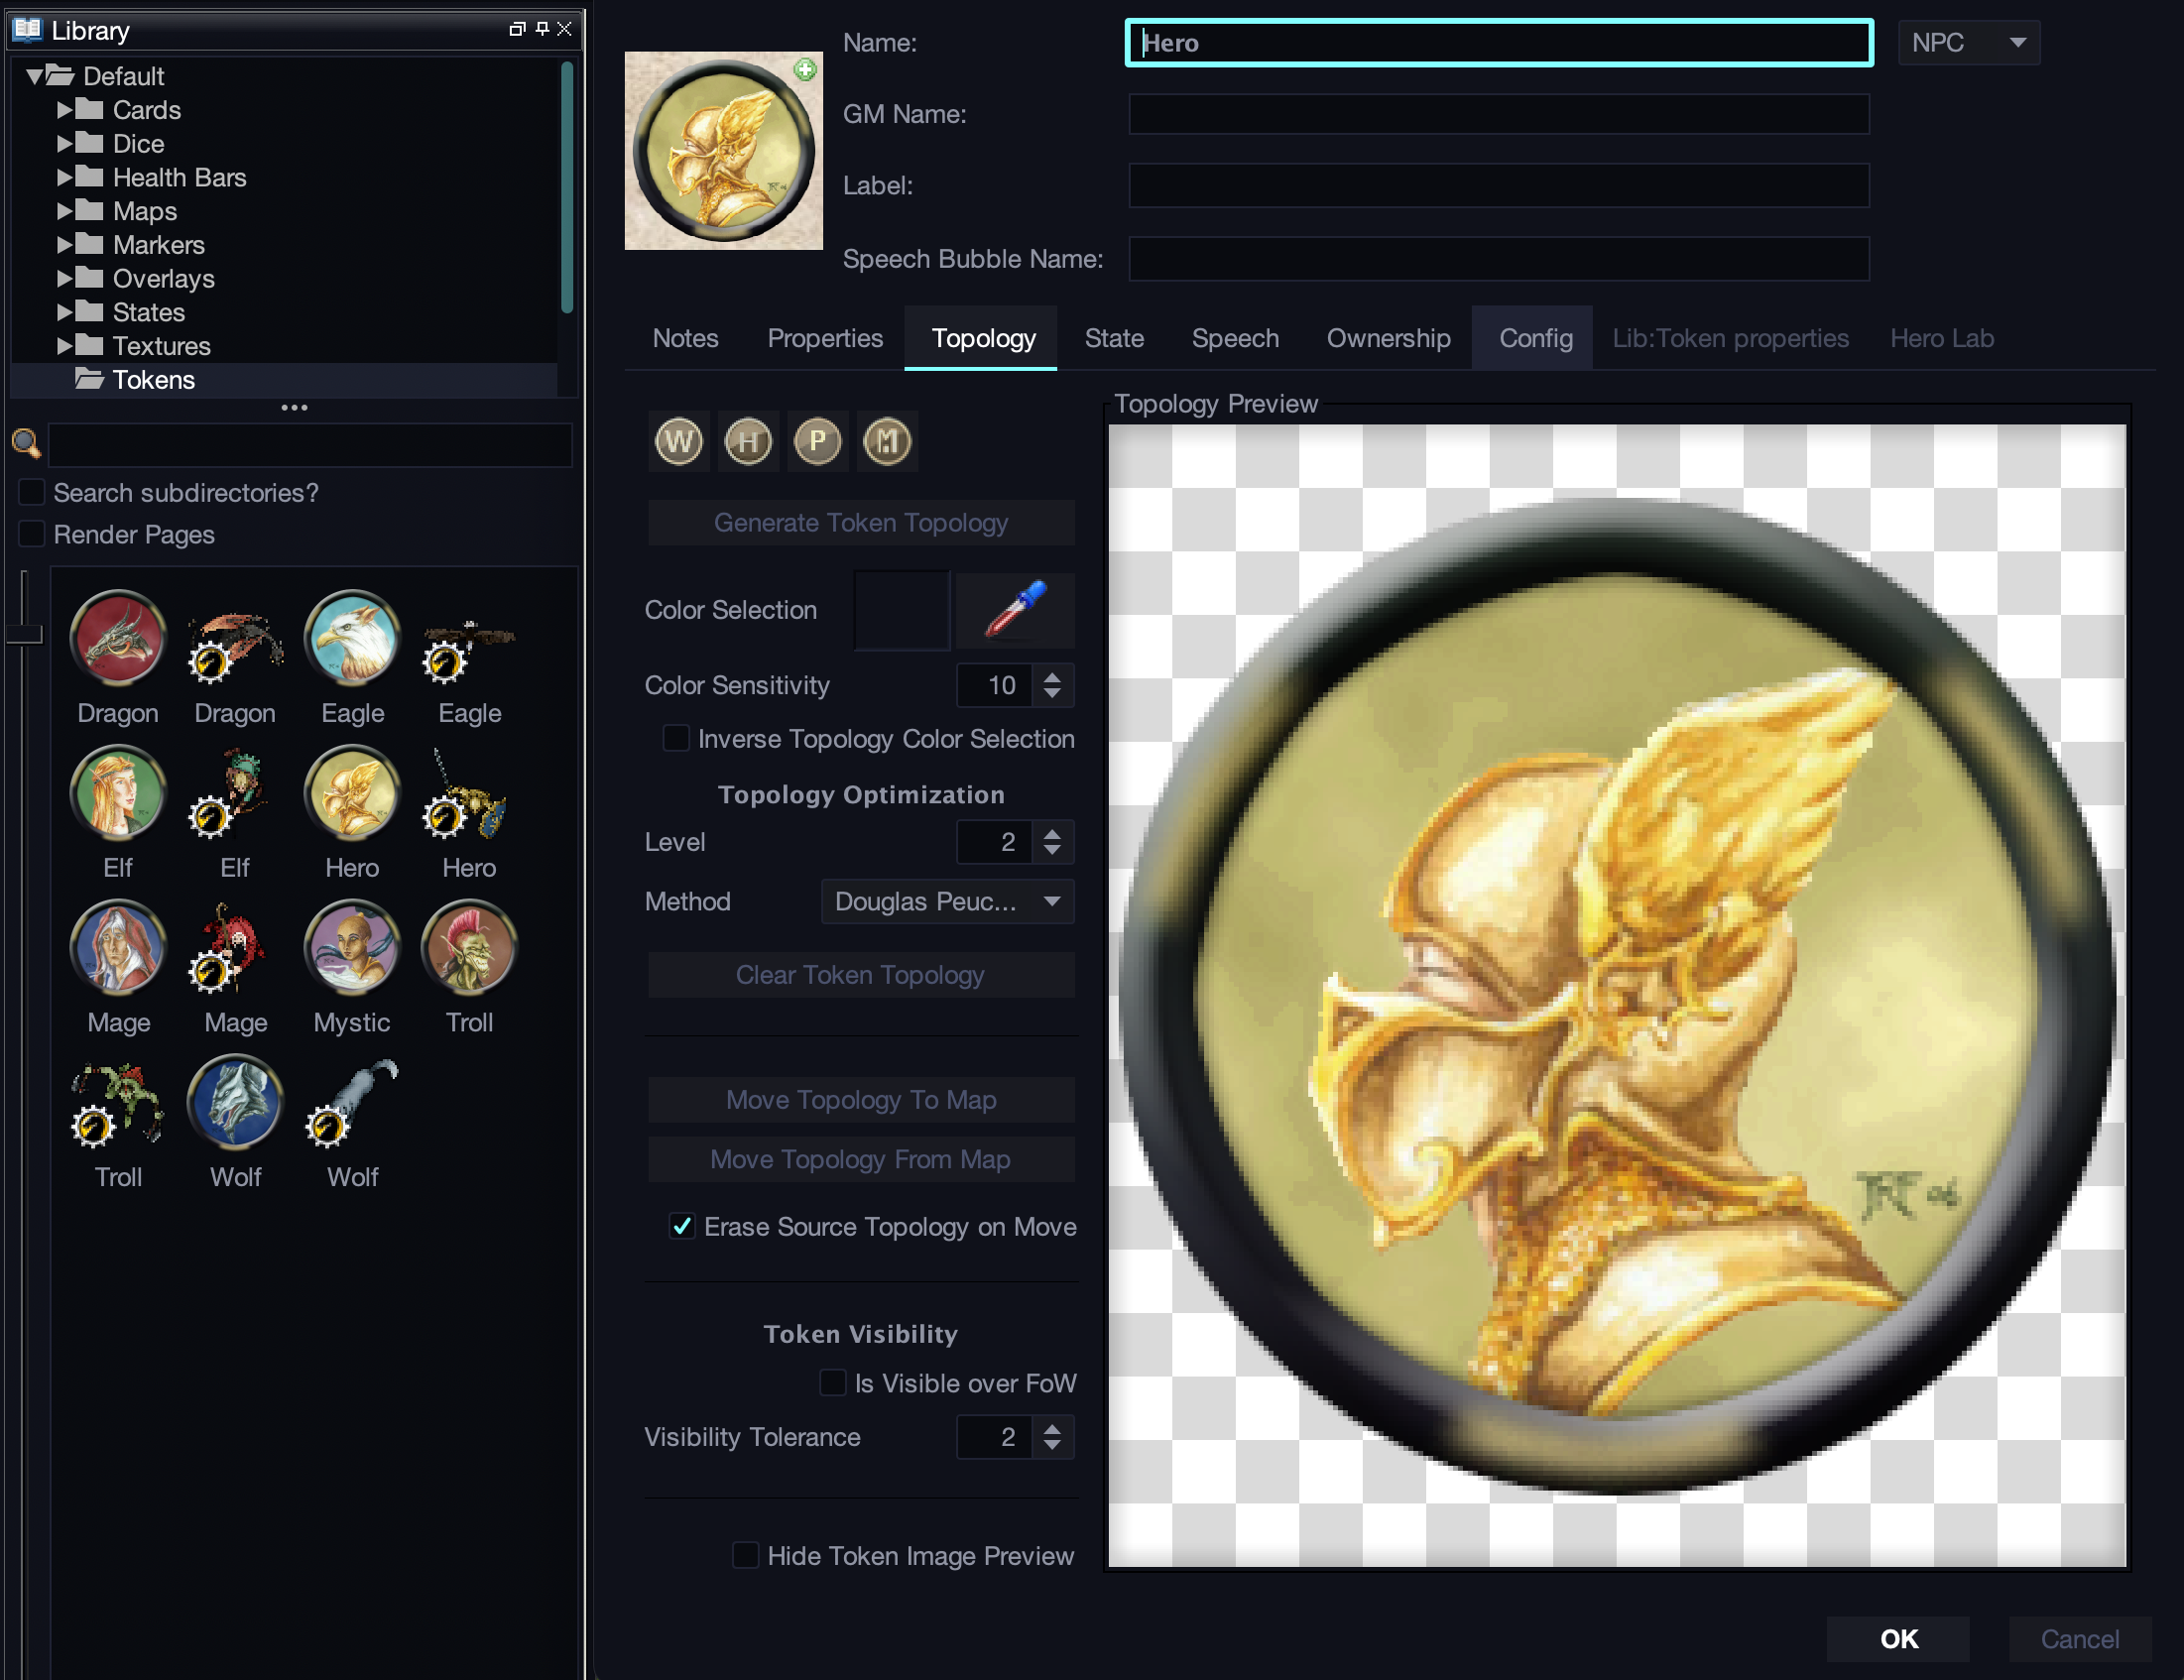 Library
Default
Cards
Dice
Health Bars
Maps
Markers
Overlays
States
Textures
Tokens
Search subdirectories?
Render Pages
Dragon Dragon Eagle Eagle
Elf Elf Hero Hero
Mage Mage Mystic Troll
Troll Wolf Wolf
Name: Hero NPC
GM Name:
Label:
Speech Bubble Name:
Notes Properties Topology State Speech Ownership Config Lib:Token properties Hero Lab
W H P M
Generate Token Topology
Color Selection
Color Sensitivity 10
Inverse Topology Color Selection
Topology Optimization
Level 2
Method Douglas Peuc...
Clear Token Topology
Move Topology To Map
Move Topology From Map
Erase Source Topology on Move
Token Visibility
Is Visible over FoW
Visibility Tolerance 2
Hide Token Image Preview
Topology Preview
OK Cancel